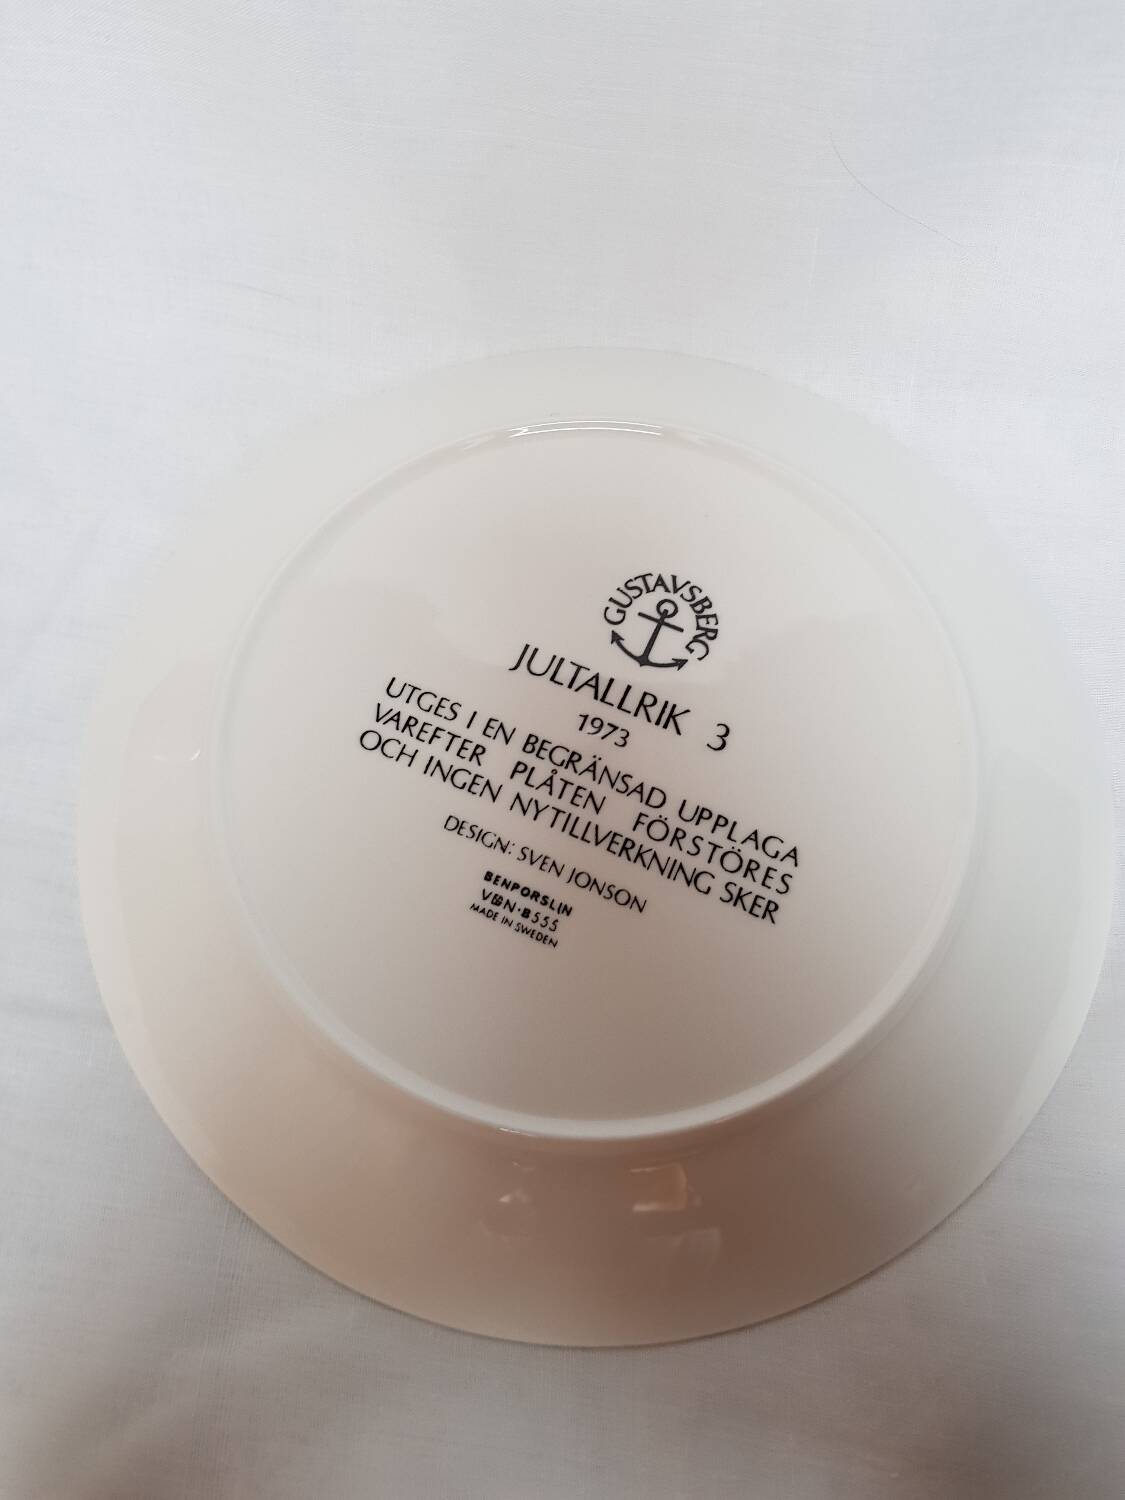 GUSTAVSBERG
JULTALLRIK 3
1973
UTGES I EN BEGRÄNSAD UPPLAGA
VAREFTER PLÅTEN FÖRSTÖRES
OCH INGEN NYTILLVERKNING SKER
DESIGN: SVEN JONSON
BENPORSLIN
V&N·B555
MADE IN SWEDEN